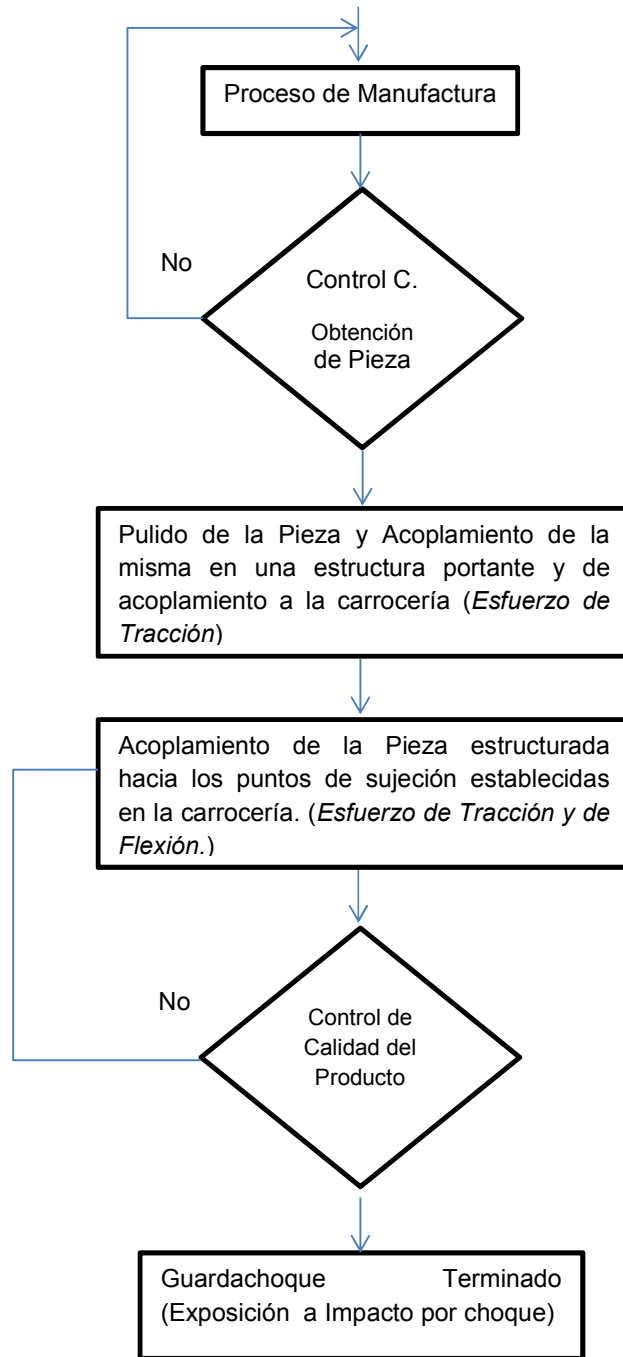 Proceso de Manufactura
No
Control C.
Obtención
de Pieza
Pulido de la Pieza y Acoplamiento de la
misma en una estructura portante y de
acoplamiento a la carrocería (Esfuerzo de
Tracción)
Acoplamiento de la Pieza estructurada
hacia los puntos de sujeción establecidas
en la carrocería. (Esfuerzo de Tracción y de
Flexión.)
No
Control de
Calidad del
Producto
Guardachoque Terminado
(Exposición a Impacto por choque)